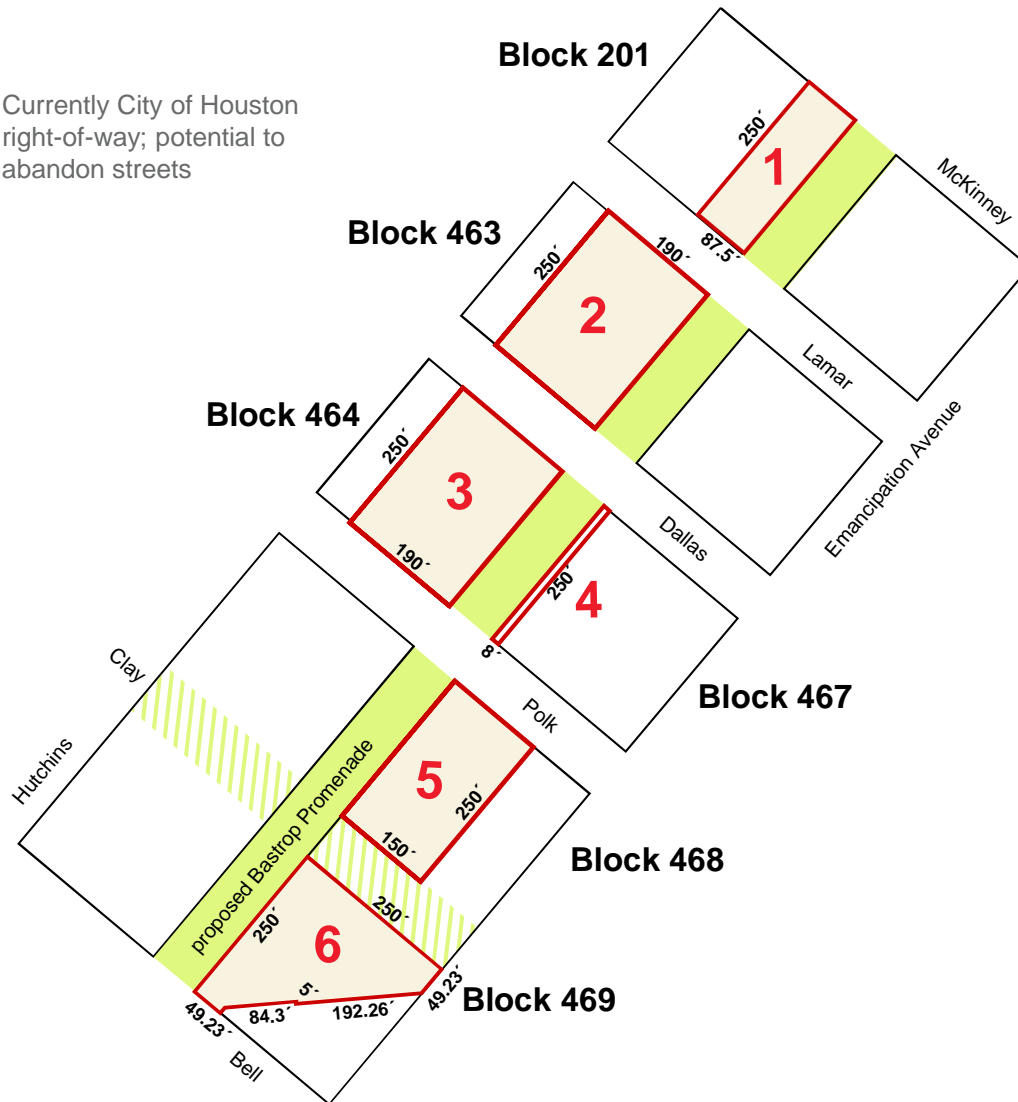 Block 201
Currently City of Houston
right-of-way; potential to
abandon streets
250´
1
87.5´
McKinney
Block 463
250´
190´
2
Lamar
Emancipation Avenue
Block 464
250´
3
190´
Dallas
250´
4
8´
Block 467
Polk
Clay
Hutchins
proposed Bastrop Promenade
5
250´
150´
Block 468
250´
250´
6
5´
49.23´
84.3´
192.26´
49.23´
Block 469
Bell